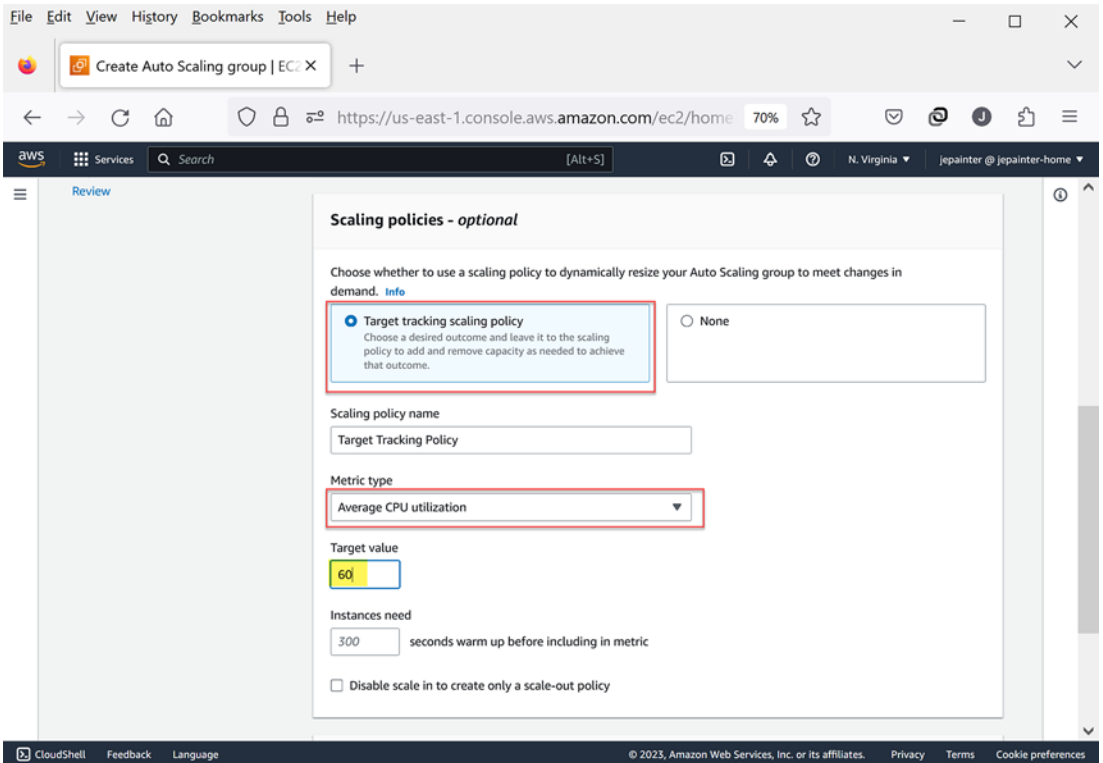 File Edit View History Bookmarks Tools Help
Create Auto Scaling group | EC2
https://us-east-1.console.aws.amazon.com/ec2/home 70%
J
aws Services Search [Alt+S] N. Virginia jepainter @ jepainter-home
Review
Scaling policies - optional
Choose whether to use a scaling policy to dynamically resize your Auto Scaling group to meet changes in
demand. Info
Target tracking scaling policy
Choose a desired outcome and leave it to the scaling
policy to add and remove capacity as needed to achieve
that outcome.
None
Scaling policy name
Target Tracking Policy
Metric type
Average CPU utilization
Target value
60
Instances need
300 seconds warm up before including in metric
Disable scale in to create only a scale-out policy
CloudShell Feedback Language © 2023, Amazon Web Services, Inc. or its affiliates. Privacy Terms Cookie preferences